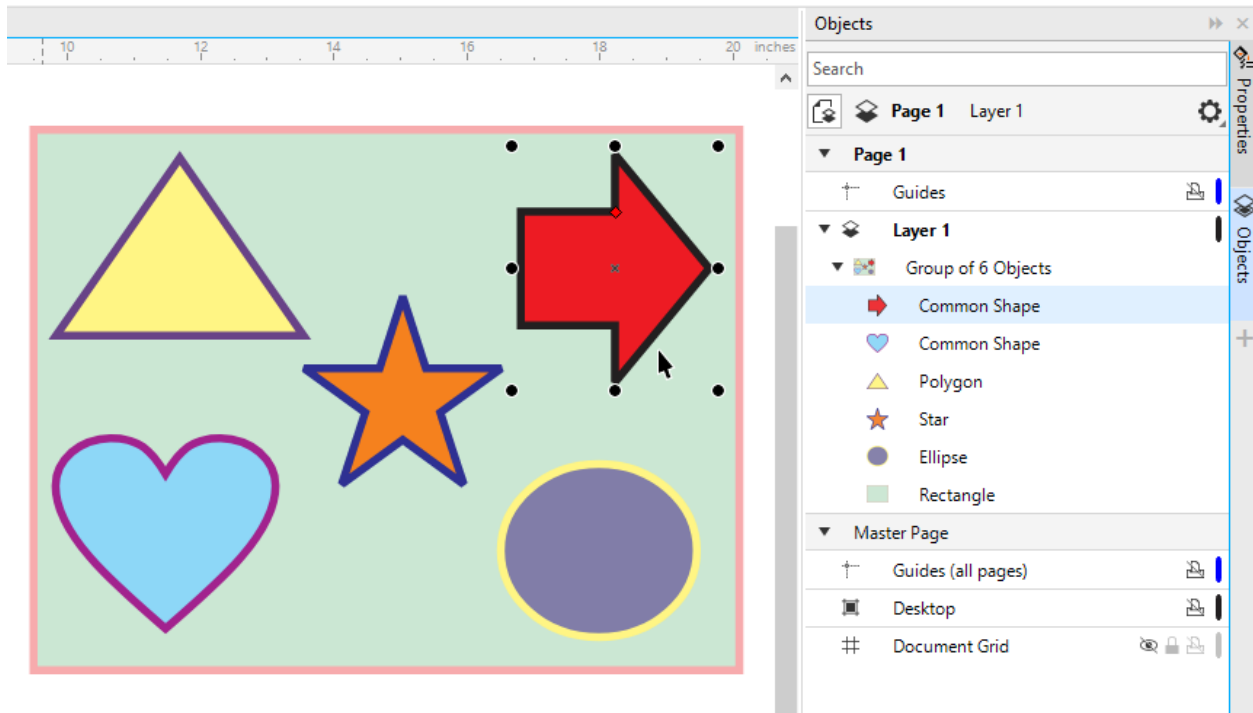 Objects
10 12 14 16 18 20 inches
Search
Page 1 Layer 1
Page 1
Guides
Layer 1
Group of 6 Objects
Common Shape
Common Shape
Polygon
Star
Ellipse
Rectangle
Master Page
Guides (all pages)
Desktop
Document Grid
Properties
Objects